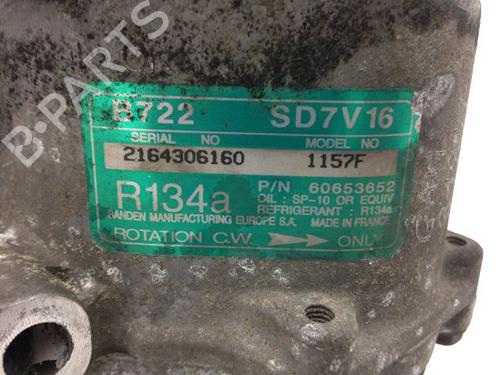 B722 SD7V16
SERIAL NO MODEL NO
2164306160 1157F
R134a P/N 60653652
OIL : SP-10 OR EQUIV
REFRIGERANT : R134a
SANDEN MANUFACTURING EUROPE S.A. MADE IN FRANCE
ROTATION C.W. ONLY
B-PARTS